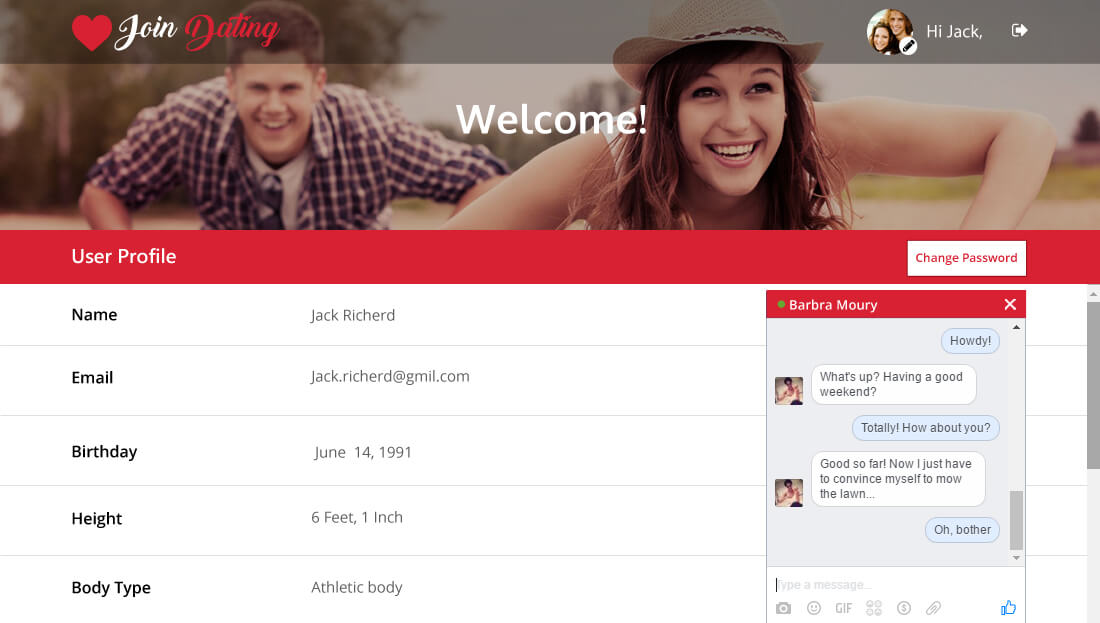 Join Dating
Hi Jack,
Welcome!
User Profile
Change Password
Name
Jack Richerd
Email
Jack.richerd@gmil.com
Birthday
June 14, 1991
Height
6 Feet, 1 Inch
Body Type
Athletic body
Barbra Moury
Howdy!
What's up? Having a good
weekend?
Totally! How about you?
Good so far! Now I just have
to convince myself to mow
the lawn...
Oh, bother
Type a message...
GIF
$